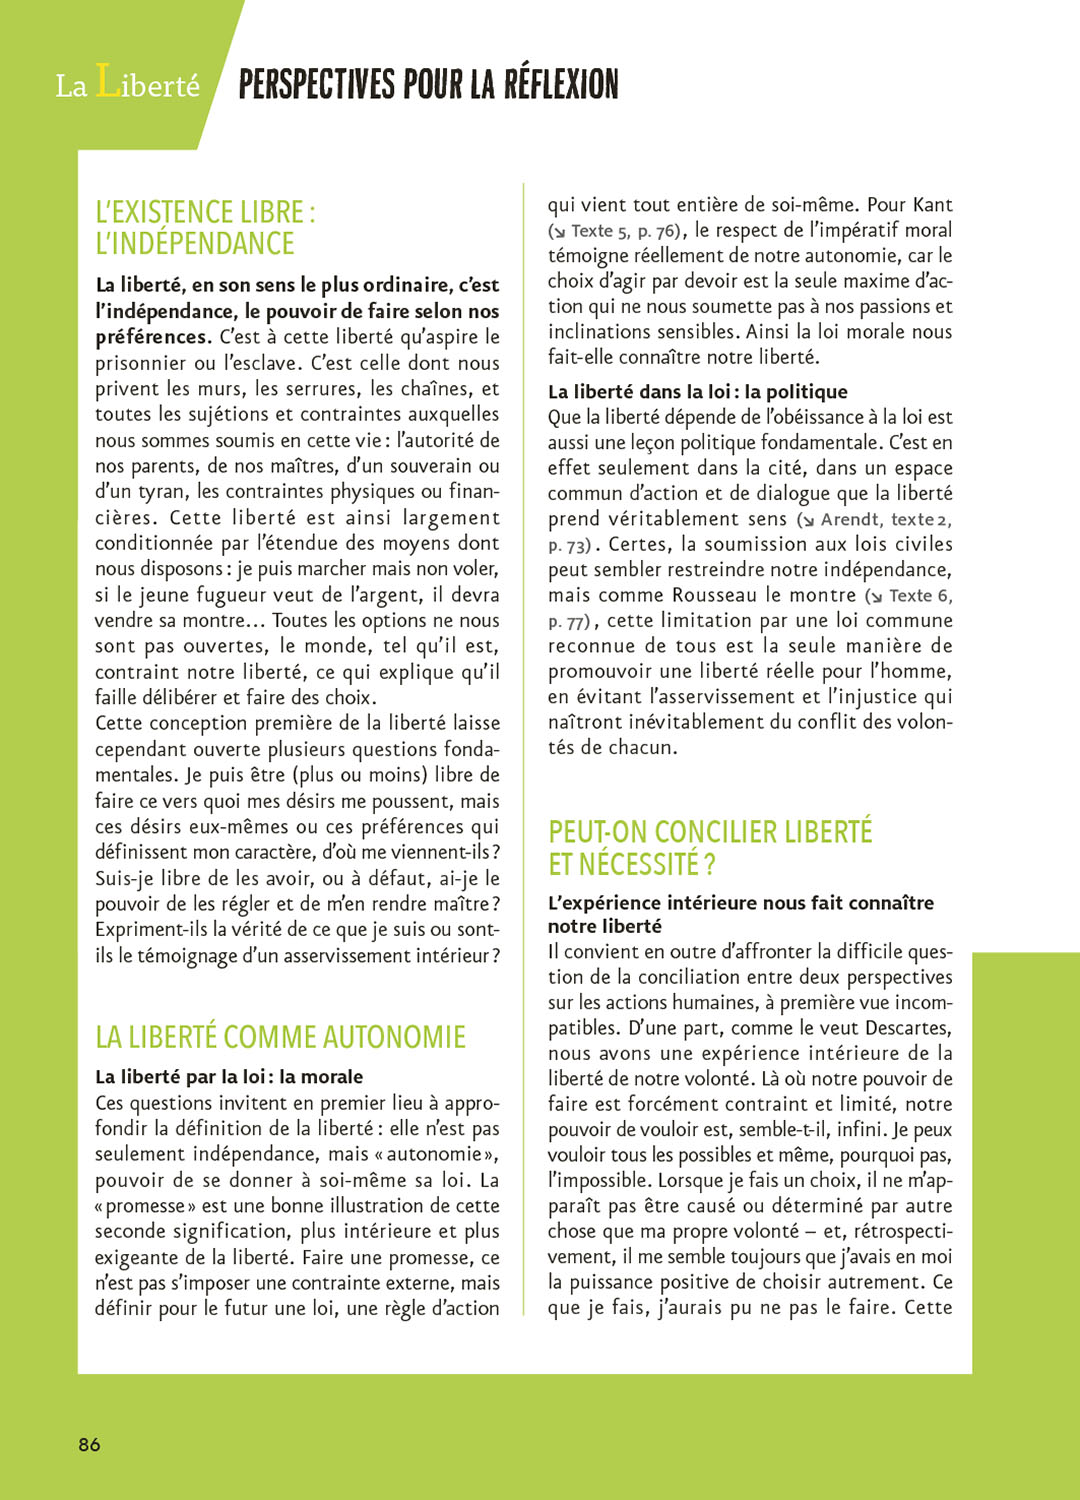 La Liberté
PERSPECTIVES POUR LA RÉFLEXION
L’EXISTENCE LIBRE :
L’INDÉPENDANCE
La liberté, en son sens le plus ordinaire, c’est
l’indépendance, le pouvoir de faire selon nos
préférences. C’est à cette liberté qu’aspire le
prisonnier ou l’esclave. C’est celle dont nous
privent les murs, les serrures, les chaînes, et
toutes les sujétions et contraintes auxquelles
nous sommes soumis en cette vie : l’autorité de
nos parents, de nos maîtres, d’un souverain ou
d’un tyran, les contraintes physiques ou finan-
cières. Cette liberté est ainsi largement
conditionnée par l’étendue des moyens dont
nous disposons : je puis marcher mais non voler,
si le jeune fugueur veut de l’argent, il devra
vendre sa montre… Toutes les options ne nous
sont pas ouvertes, le monde, tel qu’il est,
contraint notre liberté, ce qui explique qu’il
faille délibérer et faire des choix.
Cette conception première de la liberté laisse
cependant ouverte plusieurs questions fonda-
mentales. Je puis être (plus ou moins) libre de
faire ce vers quoi mes désirs me poussent, mais
ces désirs eux-mêmes ou ces préférences qui
définissent mon caractère, d’où me viennent-ils ?
Suis-je libre de les avoir, ou à défaut, ai-je le
pouvoir de les régler et de m’en rendre maître ?
Expriment-ils la vérité de ce que je suis ou sont-
ils le témoignage d’un asservissement intérieur ?
LA LIBERTÉ COMME AUTONOMIE
La liberté par la loi : la morale
Ces questions invitent en premier lieu à appro-
fondir la définition de la liberté : elle n’est pas
seulement indépendance, mais « autonomie »,
pouvoir de se donner à soi-même sa loi. La
« promesse » est une bonne illustration de cette
seconde signification, plus intérieure et plus
exigeante de la liberté. Faire une promesse, ce
n’est pas s’imposer une contrainte externe, mais
définir pour le futur une loi, une règle d’action
qui vient tout entière de soi-même. Pour Kant
(↘ Texte 5, p. 76), le respect de l’impératif moral
témoigne réellement de notre autonomie, car le
choix d’agir par devoir est la seule maxime d’ac-
tion qui ne nous soumette pas à nos passions et
inclinations sensibles. Ainsi la loi morale nous
fait-elle connaître notre liberté.
La liberté dans la loi : la politique
Que la liberté dépende de l’obéissance à la loi est
aussi une leçon politique fondamentale. C’est en
effet seulement dans la cité, dans un espace
commun d’action et de dialogue que la liberté
prend véritablement sens (↘ Arendt, texte 2,
p. 73). Certes, la soumission aux lois civiles
peut sembler restreindre notre indépendance,
mais comme Rousseau le montre (↘ Texte 6,
p. 77), cette limitation par une loi commune
reconnue de tous est la seule manière de
promouvoir une liberté réelle pour l’homme,
en évitant l’asservissement et l’injustice qui
naîtront inévitablement du conflit des volon-
tés de chacun.
PEUT-ON CONCILIER LIBERTÉ
ET NÉCESSITÉ ?
L’expérience intérieure nous fait connaître
notre liberté
Il convient en outre d’affronter la difficile ques-
tion de la conciliation entre deux perspectives
sur les actions humaines, à première vue incom-
patibles. D’une part, comme le veut Descartes,
nous avons une expérience intérieure de la
liberté de notre volonté. Là où notre pouvoir de
faire est forcément contraint et limité, notre
pouvoir de vouloir est, semble-t-il, infini. Je peux
vouloir tous les possibles et même, pourquoi pas,
l’impossible. Lorsque je fais un choix, il ne m’ap-
paraît pas être causé ou déterminé par autre
chose que ma propre volonté – et, rétrospecti-
vement, il me semble toujours que j’avais en moi
la puissance positive de choisir autrement. Ce
que je fais, j’aurais pu ne pas le faire. Cette
86